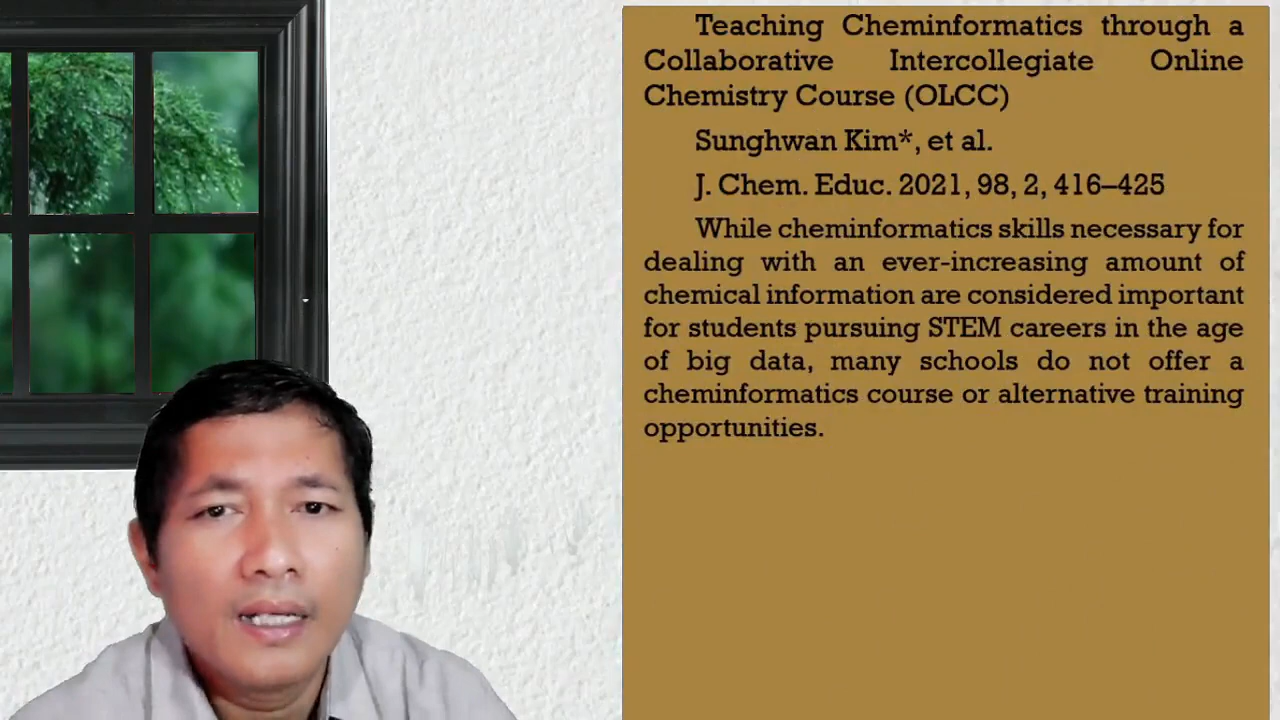 Teaching Cheminformatics through a
Collaborative Intercollegiate Online
Chemistry Course (OLCC)
Sunghwan Kim*, et al.
J. Chem. Educ. 2021, 98, 2, 416–425
While cheminformatics skills necessary for
dealing with an ever-increasing amount of
chemical information are considered important
for students pursuing STEM careers in the age
of big data, many schools do not offer a
cheminformatics course or alternative training
opportunities.